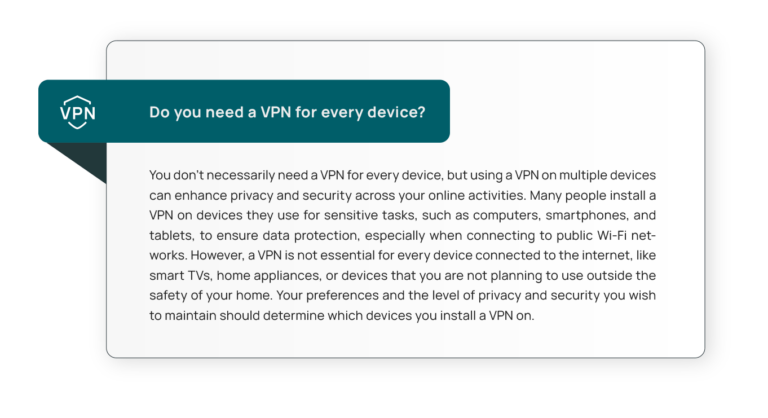 VPN
Do you need a VPN for every device?
You don't necessarily need a VPN for every device, but using a VPN on multiple devices
can enhance privacy and security across your online activities. Many people install a
VPN on devices they use for sensitive tasks, such as computers, smartphones, and
tablets, to ensure data protection, especially when connecting to public Wi-Fi net-
works. However, a VPN is not essential for every device connected to the internet, like
smart TVs, home appliances, or devices that you are not planning to use outside the
safety of your home. Your preferences and the level of privacy and security you wish
to maintain should determine which devices you install a VPN on.